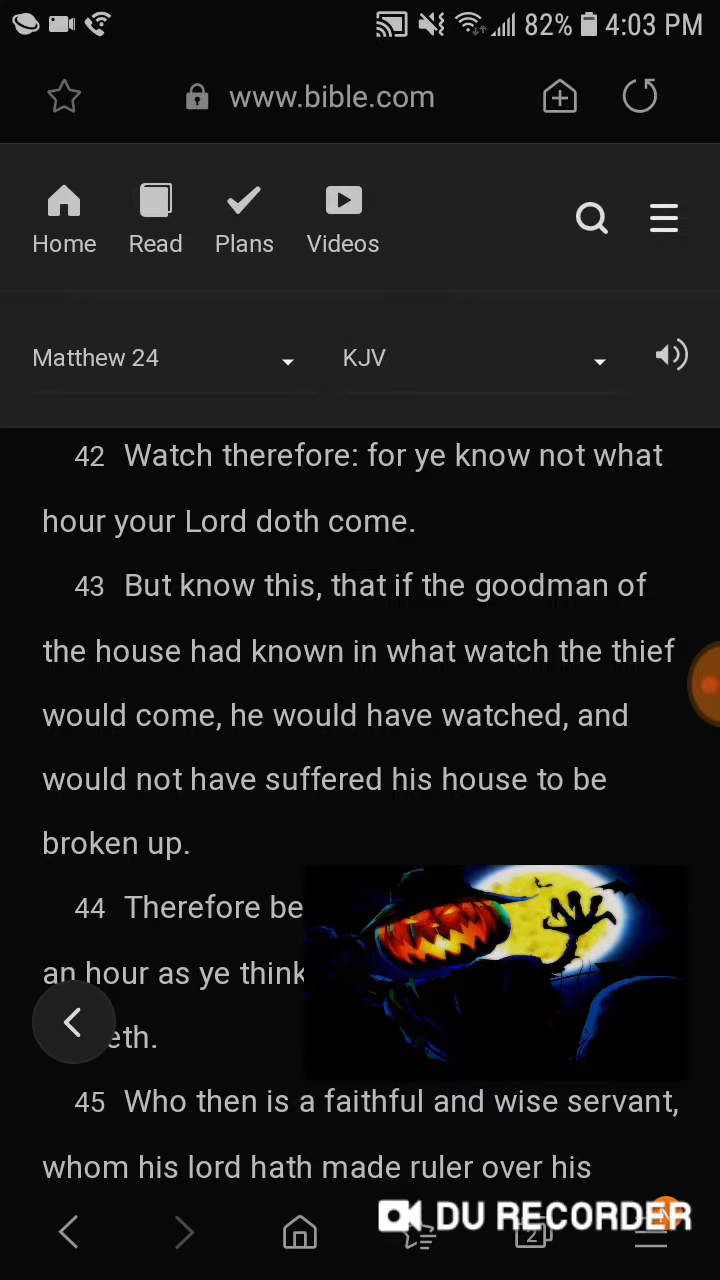 82% 4:03 PM
www.bible.com
Home Read Plans Videos
Matthew 24 KJV
42 Watch therefore: for ye know not what
hour your Lord doth come.
43 But know this, that if the goodman of
the house had known in what watch the thief
would come, he would have watched, and
would not have suffered his house to be
broken up.
44 Therefore be
an hour as ye think
eth.
45 Who then is a faithful and wise servant,
whom his lord hath made ruler over his
DU RECORDER
2
N